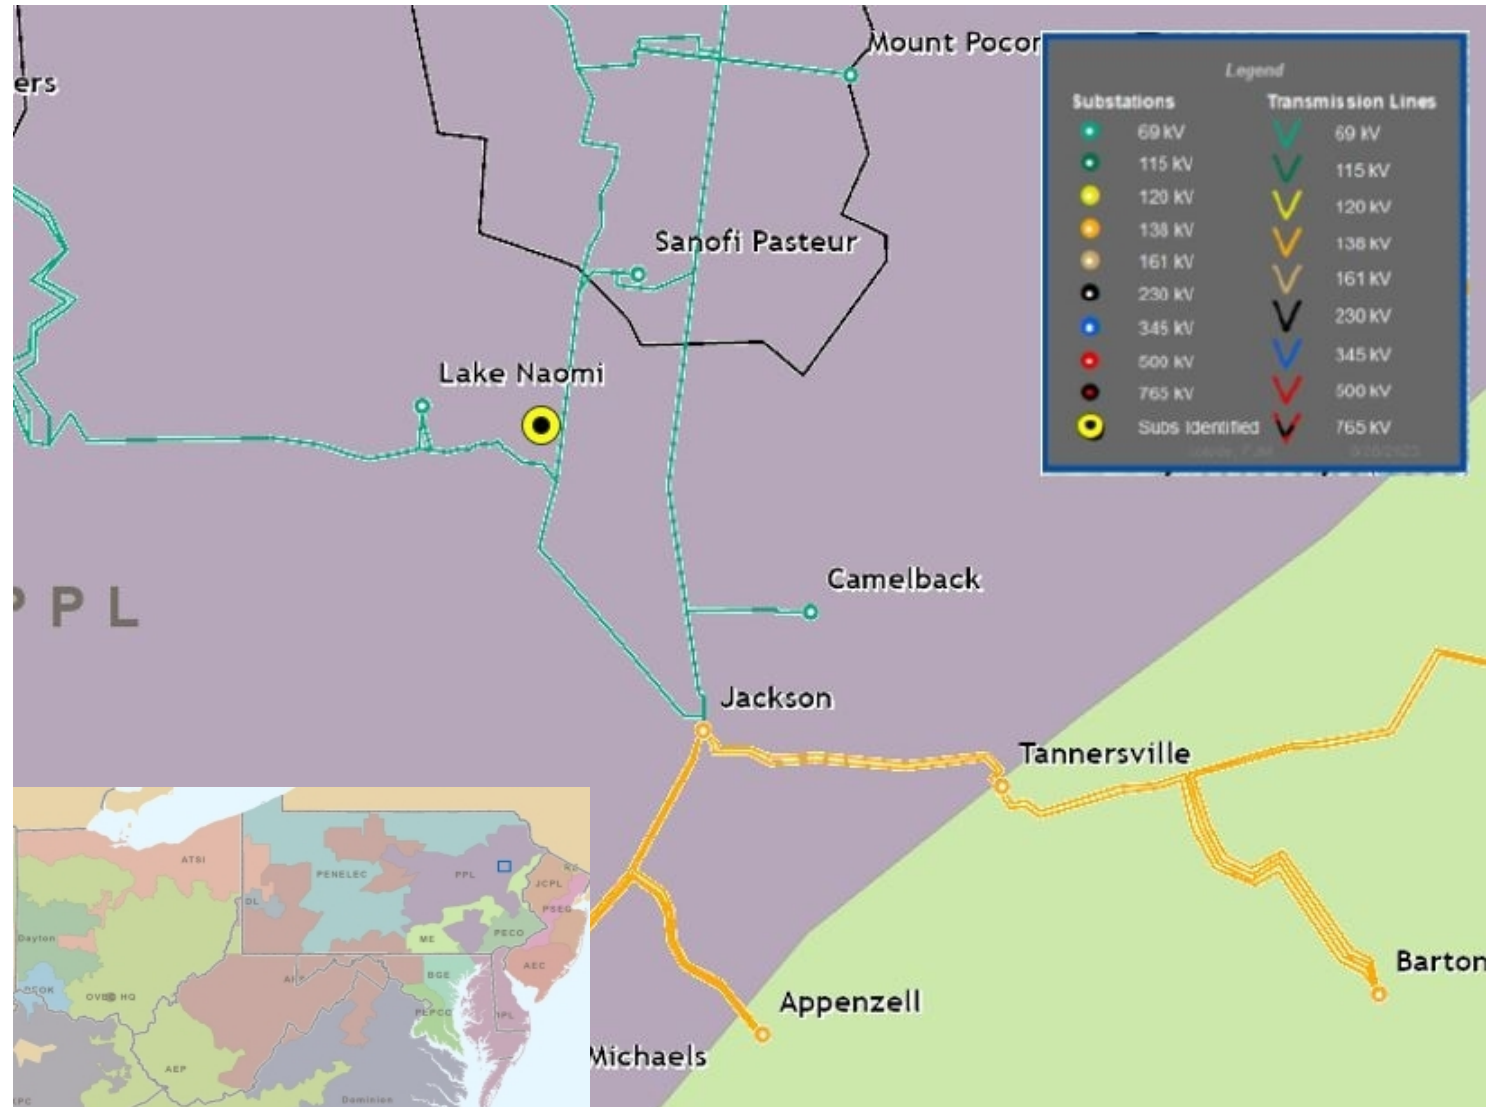 ers
Mount Pocor
Legend
Substations
Transmission Lines
69 kV
115 kV
120 kV
138 kV
161 kV
230 kV
345 kV
500 kV
765 kV
Subs Identified
69 kV
115 kV
120 kV
138 kV
161 kV
230 kV
345 kV
500 kV
765 kV
Sanofi Pasteur
Lake Naomi
Camelback
PPL
Jackson
Tannersville
Barton
Appenzell
Michaels
ATSI
PENELEC
PPL
DL
JCPL
PSEG
Dayton
ME
PECO
AEC
BGE
OVEC HQ
PEPCO
AEP
Dominion